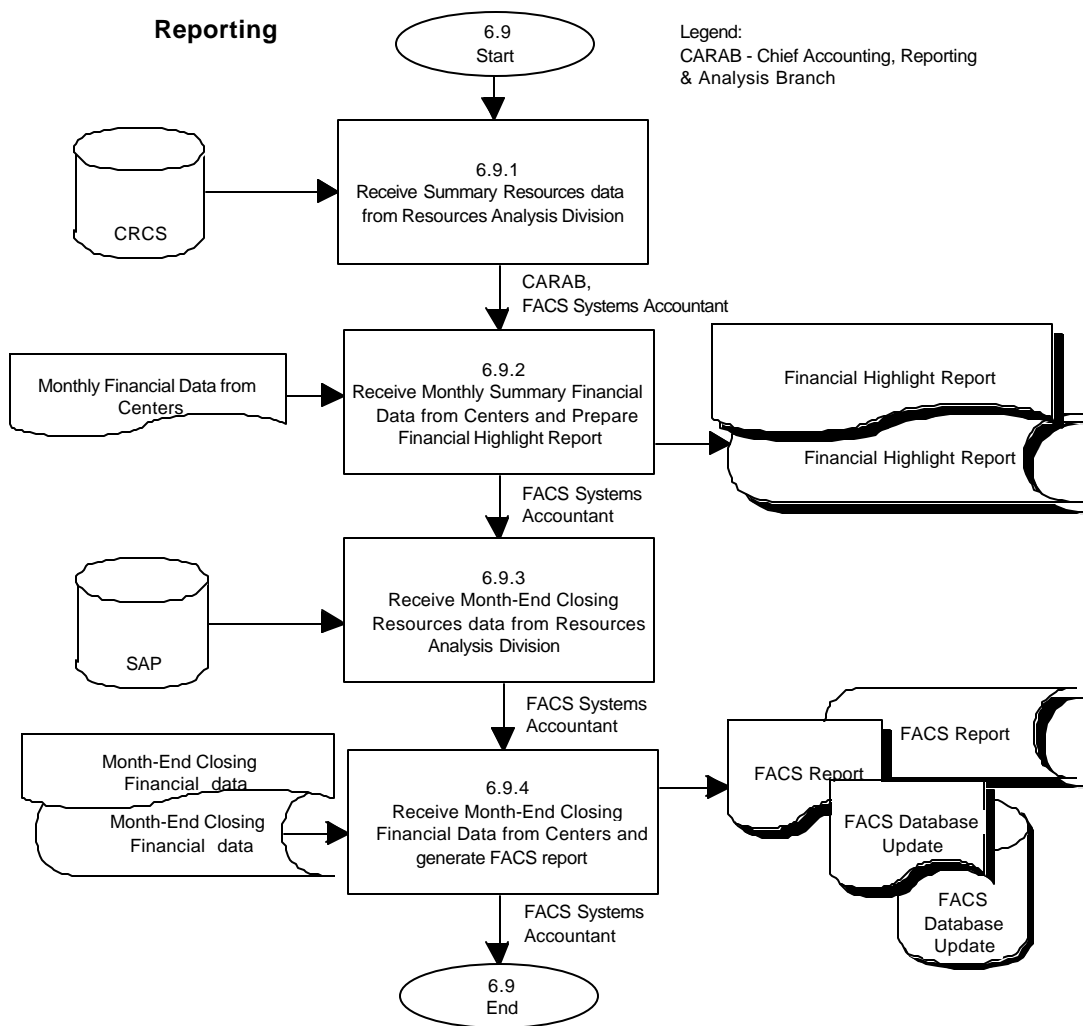 Reporting
6.9
Start
Legend:
CARAB - Chief Accounting, Reporting
& Analysis Branch
CRCS
6.9.1
Receive Summary Resources data
from Resources Analysis Division
CARAB,
FACS Systems Accountant
Monthly Financial Data from
Centers
6.9.2
Receive Monthly Summary Financial
Data from Centers and Prepare
Financial Highlight Report
Financial Highlight Report
Financial Highlight Report
FACS Systems
Accountant
SAP
6.9.3
Receive Month-End Closing
Resources data from Resources
Analysis Division
FACS Systems
Accountant
Month-End Closing
Financial data
Month-End Closing
Financial data
6.9.4
Receive Month-End Closing
Financial Data from Centers and
generate FACS report
FACS Report
FACS Report
FACS Database
Update
FACS
Database
Update
FACS Systems
Accountant
6.9
End